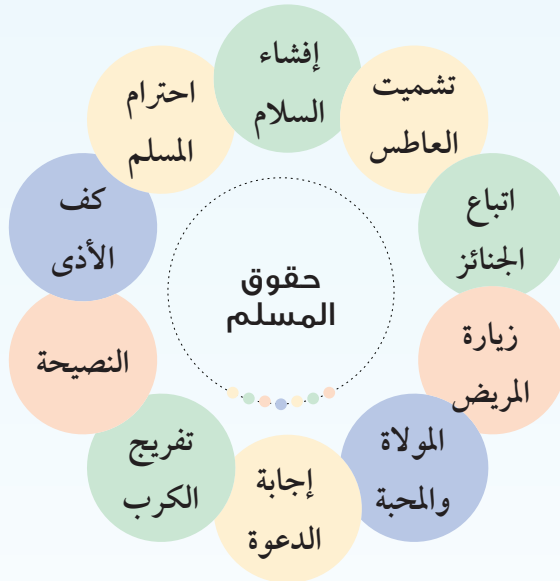 حقوق
المسلم
إفشاء
السلام
تشميت
العاطس
اتباع
الجنائز
زيارة
المريض
المولاة
والمحبة
إجابة
الدعوة
تفريج
الكرب
النصيحة
كف
الأذى
احترام
المسلم